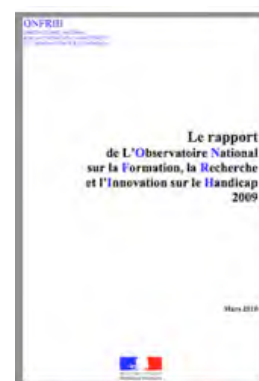 ONFRIH
Le rapport
de L'Observatoire National
sur la Formation, la Recherche
et l'Innovation sur le Handicap
2009
Mars 2010